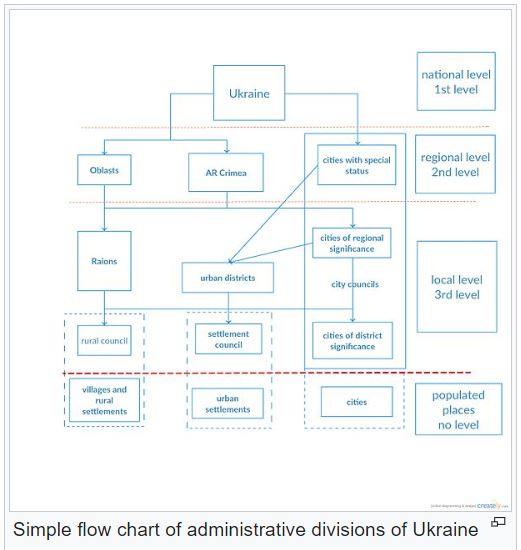 Ukraine
national level
1st level
Oblasts
AR Crimea
cities with special
status
regional level
2nd level
Raions
urban districts
cities of regional
significance
city councils
local level
3rd level
rural council
settlement
council
cities of district
significance
villages and
rural
settlements
urban
settlements
cities
populated
places
no level
creately
Simple flow chart of administrative divisions of Ukraine